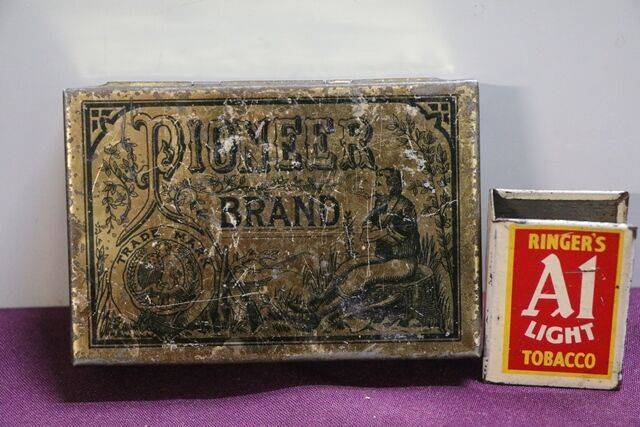 PIONEER
BRAND
TRADE MARK
RINGER'S
A1
LIGHT
TOBACCO